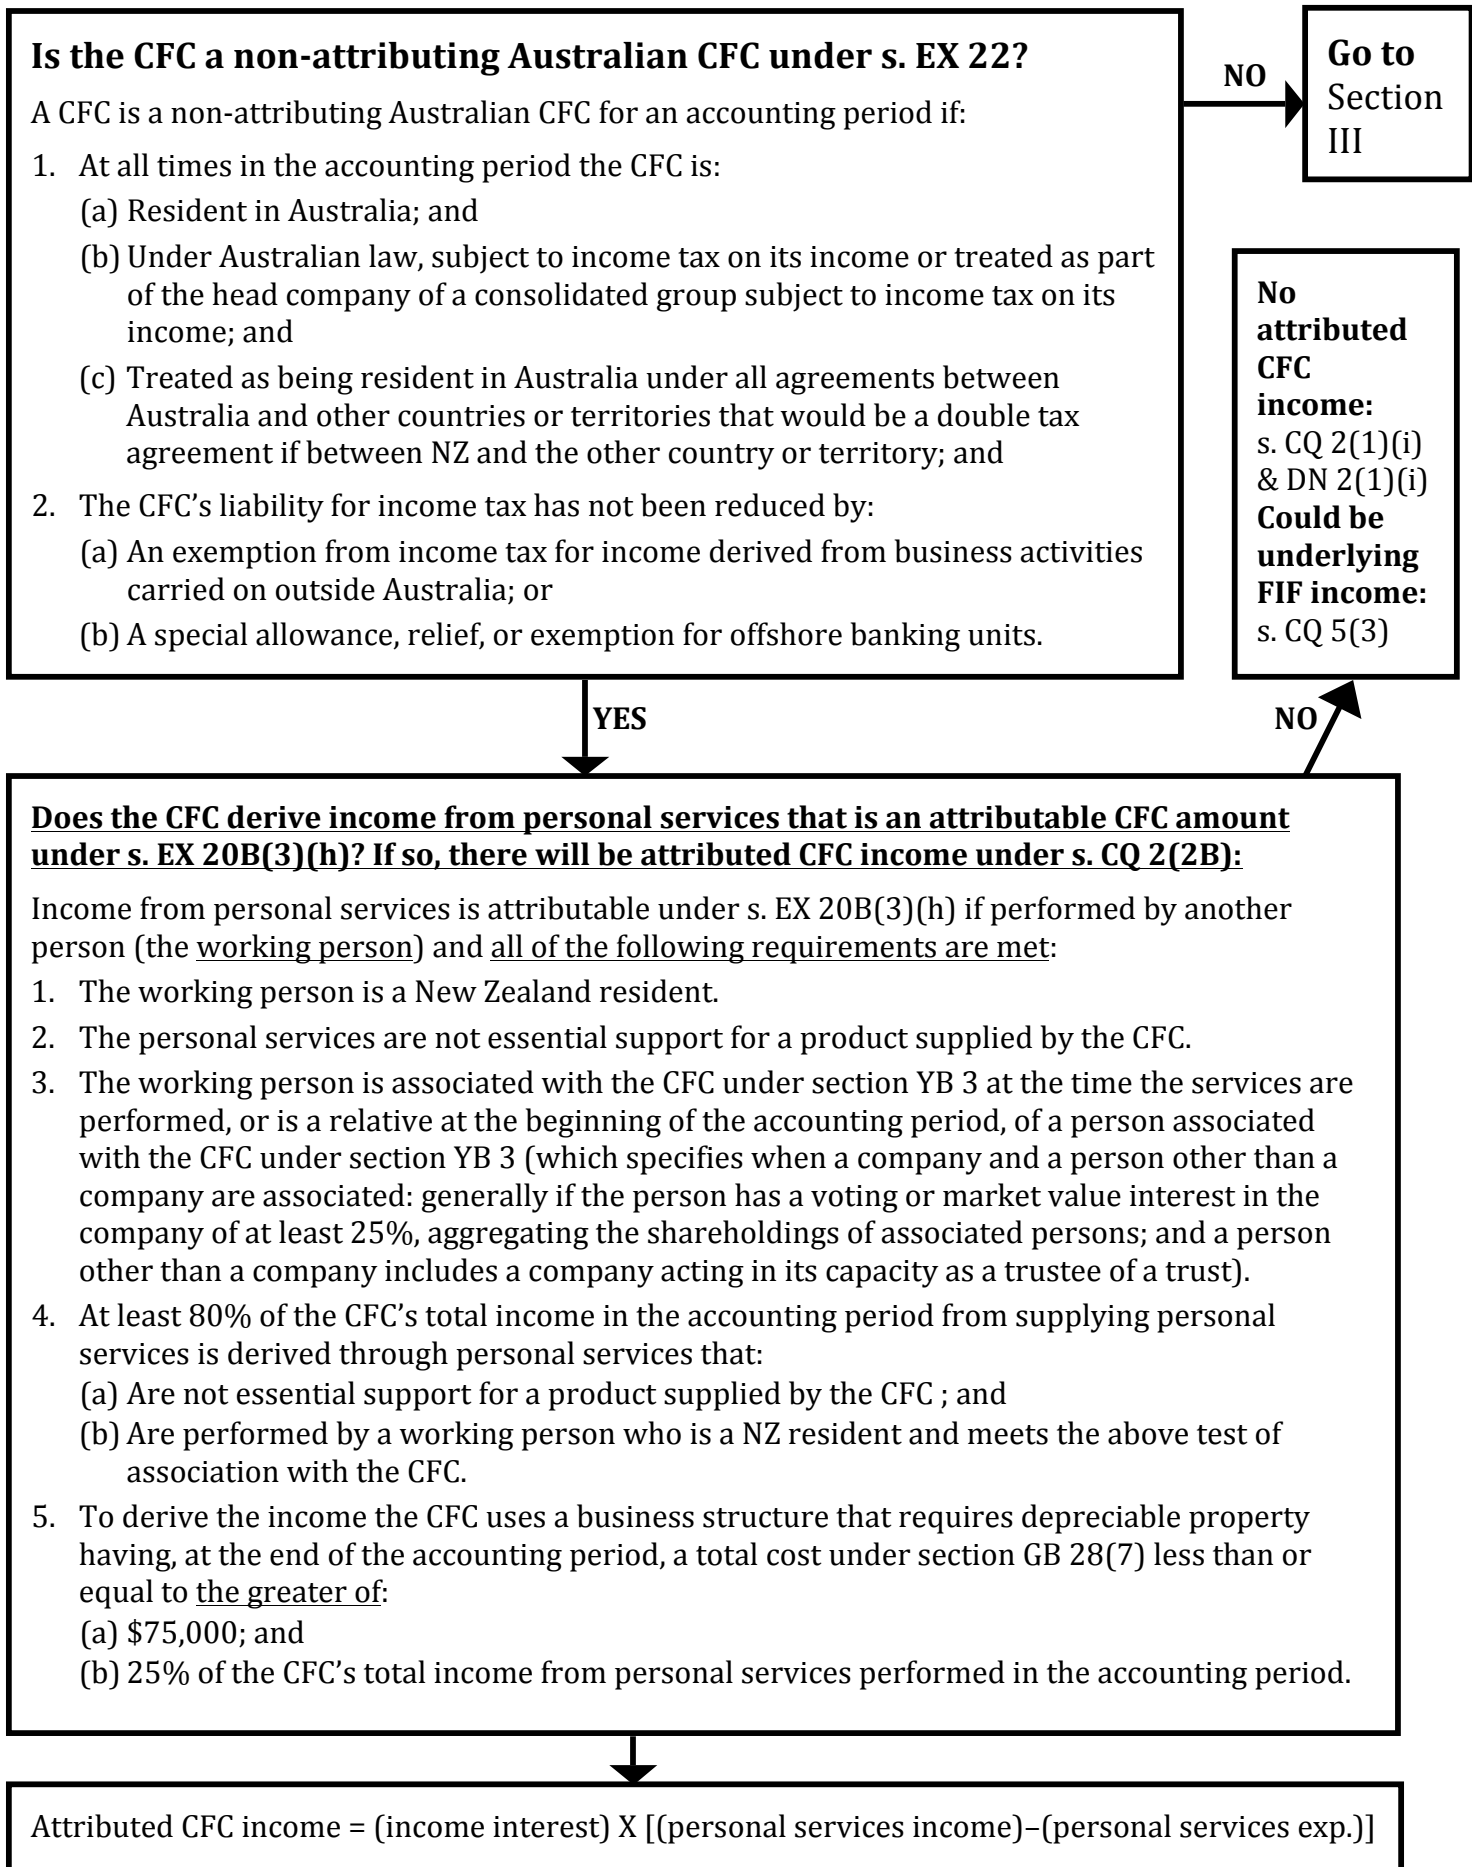 Is the CFC a non-attributing Australian CFC under s. EX 22?
A CFC is a non-attributing Australian CFC for an accounting period if:
1. At all times in the accounting period the CFC is:
(a) Resident in Australia; and
(b) Under Australian law, subject to income tax on its income or treated as part
of the head company of a consolidated group subject to income tax on its
income; and
(c) Treated as being resident in Australia under all agreements between
Australia and other countries or territories that would be a double tax
agreement if between NZ and the other country or territory; and
2. The CFC’s liability for income tax has not been reduced by:
(a) An exemption from income tax for income derived from business activities
carried on outside Australia; or
(b) A special allowance, relief, or exemption for offshore banking units.
NO
Go to
Section
III
No
attributed
CFC
income:
s. CQ 2(1)(i)
& DN 2(1)(i)
Could be
underlying
FIF income:
s. CQ 5(3)
YES
NO
Does the CFC derive income from personal services that is an attributable CFC amount
under s. EX 20B(3)(h)? If so, there will be attributed CFC income under s. CQ 2(2B):
Income from personal services is attributable under s. EX 20B(3)(h) if performed by another
person (the working person) and all of the following requirements are met:
1. The working person is a New Zealand resident.
2. The personal services are not essential support for a product supplied by the CFC.
3. The working person is associated with the CFC under section YB 3 at the time the services are
performed, or is a relative at the beginning of the accounting period, of a person associated
with the CFC under section YB 3 (which specifies when a company and a person other than a
company are associated: generally if the person has a voting or market value interest in the
company of at least 25%, aggregating the shareholdings of associated persons; and a person
other than a company includes a company acting in its capacity as a trustee of a trust).
4. At least 80% of the CFC’s total income in the accounting period from supplying personal
services is derived through personal services that:
(a) Are not essential support for a product supplied by the CFC ; and
(b) Are performed by a working person who is a NZ resident and meets the above test of
association with the CFC.
5. To derive the income the CFC uses a business structure that requires depreciable property
having, at the end of the accounting period, a total cost under section GB 28(7) less than or
equal to the greater of:
(a) $75,000; and
(b) 25% of the CFC’s total income from personal services performed in the accounting period.
Attributed CFC income = (income interest) X [(personal services income)–(personal services exp.)]